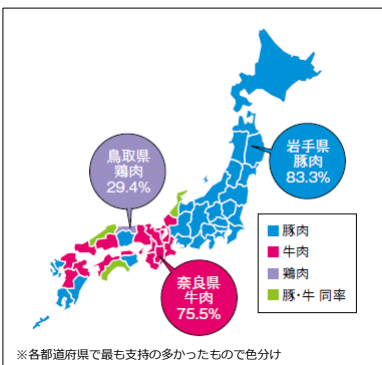 岩手県
豚肉
83.3%
鳥取県
鶏肉
29.4%
奈良県
牛肉
75.5%
豚肉
牛肉
鶏肉
豚・牛 同率
※各都道府県で最も支持の多かったもので色分け